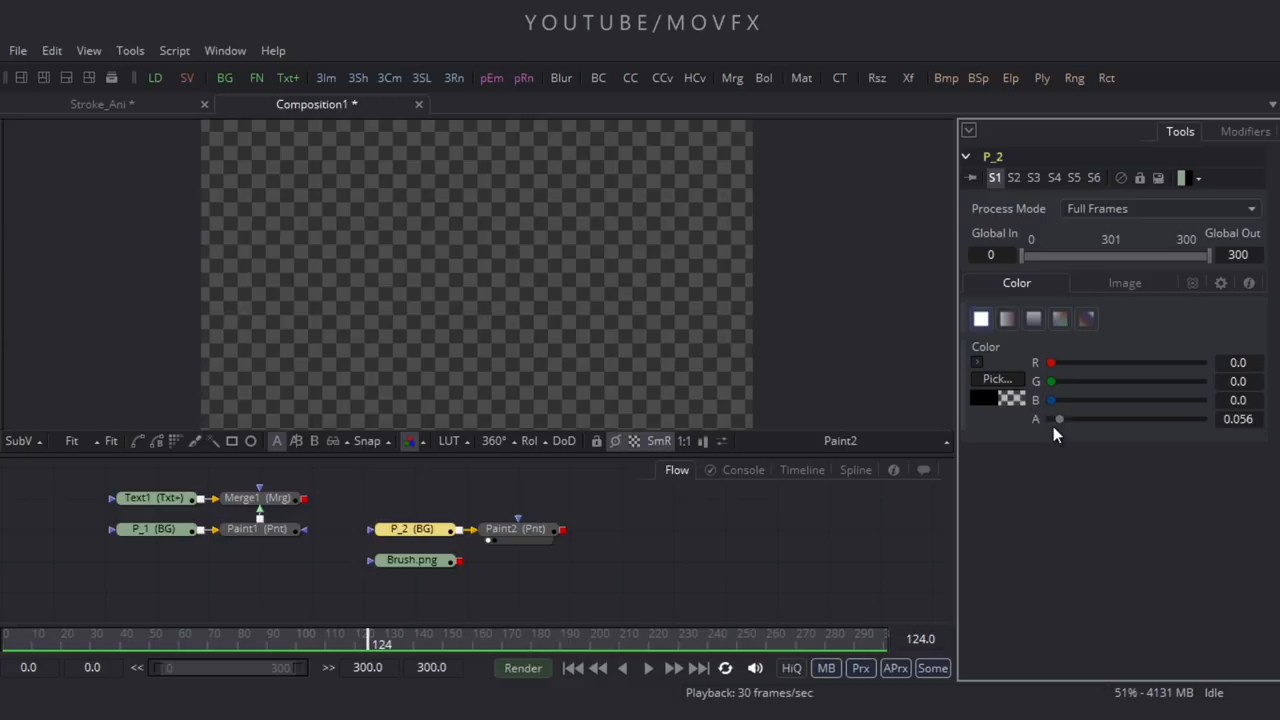 YOUTUBE/MOVFX
File Edit View Tools Script Window Help
LD SV BG FN Txt+ 3Im 3Sh 3Cm 3SL 3Rn pEm pRn Blur BC CC CCv HCv Mrg Bol Mat CT Rsz Xf Bmp BSp Elp Ply Rng Rct
Stroke_Ani * Composition1 *
Tools Modifiers
P_2
S1 S2 S3 S4 S5 S6
Process Mode Full Frames
Global In 0 301 300 Global Out
0 300
Color Image
Color
R 0.0
Pick... G 0.0
B 0.0
A 0.056
SubV Fit Fit A B Snap LUT 360° RoI DoD SmR 1:1 Paint2
Flow Console Timeline Spline
Text1 (Txt+) Merge1 (Mrg)
P_1 (BG) Paint1 (Pnt) P_2 (BG) Paint2 (Pnt)
Brush.png
0 10 20 30 40 50 60 70 80 90 100 110 130 140 150 160 170 180 190 200 210 220 230 240 250 260 270 280 290 124.0
124
0.0 0.0 << 0 300 >> 300.0 300.0 Render HiQ MB Prx APrx Some
Playback: 30 frames/sec 51% - 4131 MB Idle